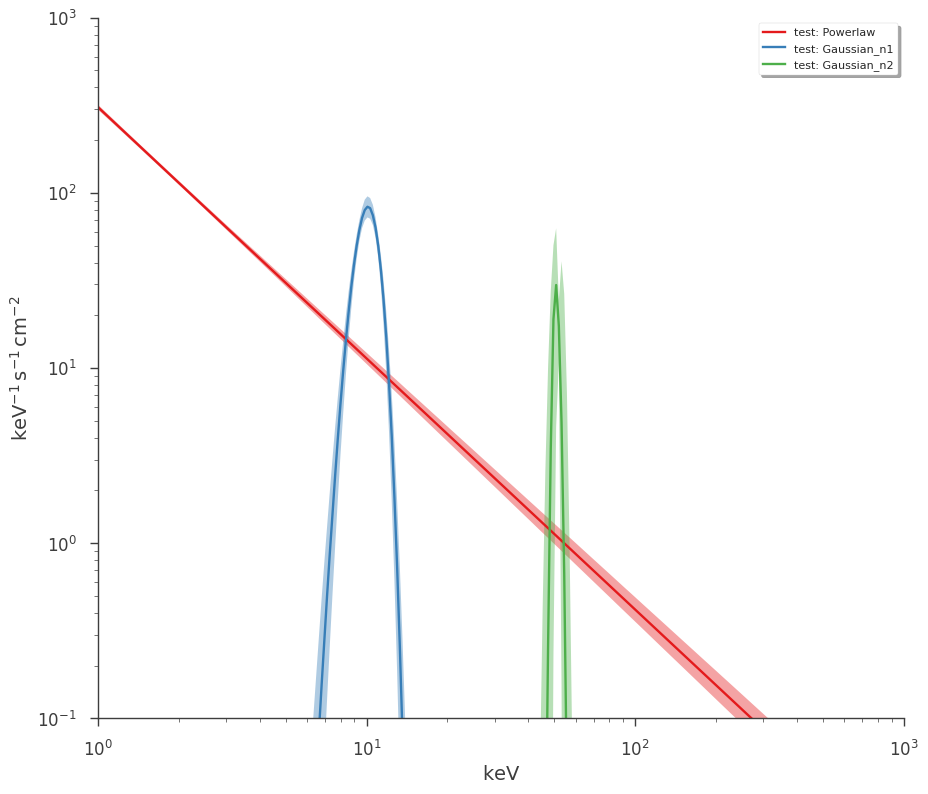 test: Powerlaw
test: Gaussian_n1
test: Gaussian_n2
10³
10²
10¹
10⁰
10⁻¹
keV⁻¹ s⁻¹ cm⁻²
10⁰ 10¹ 10² 10³
keV